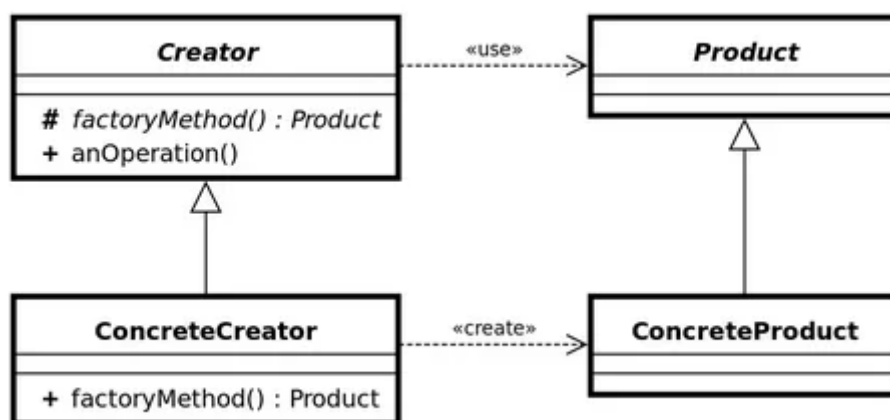 Creator
«use»
Product
# factoryMethod() : Product
+ anOperation()
ConcreteCreator
«create»
ConcreteProduct
+ factoryMethod() : Product